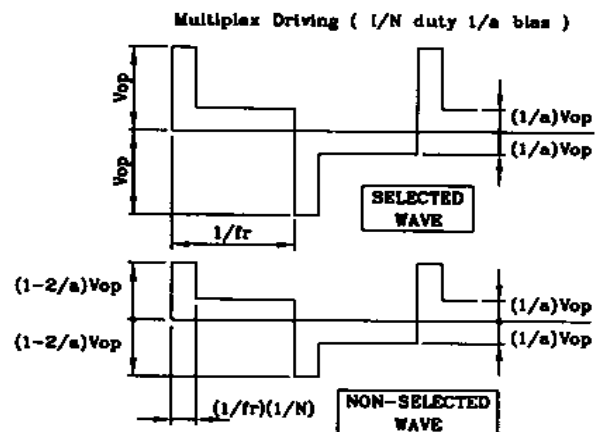 Multiplex Driving ( 1/N duty 1/a bias )
Vop
Vop
(1/a)Vop
(1/a)Vop
SELECTED
WAVE
1/fr
(1-2/a)Vop
(1-2/a)Vop
(1/a)Vop
(1/a)Vop
(1/fr)(1/N)
NON-SELECTED
WAVE